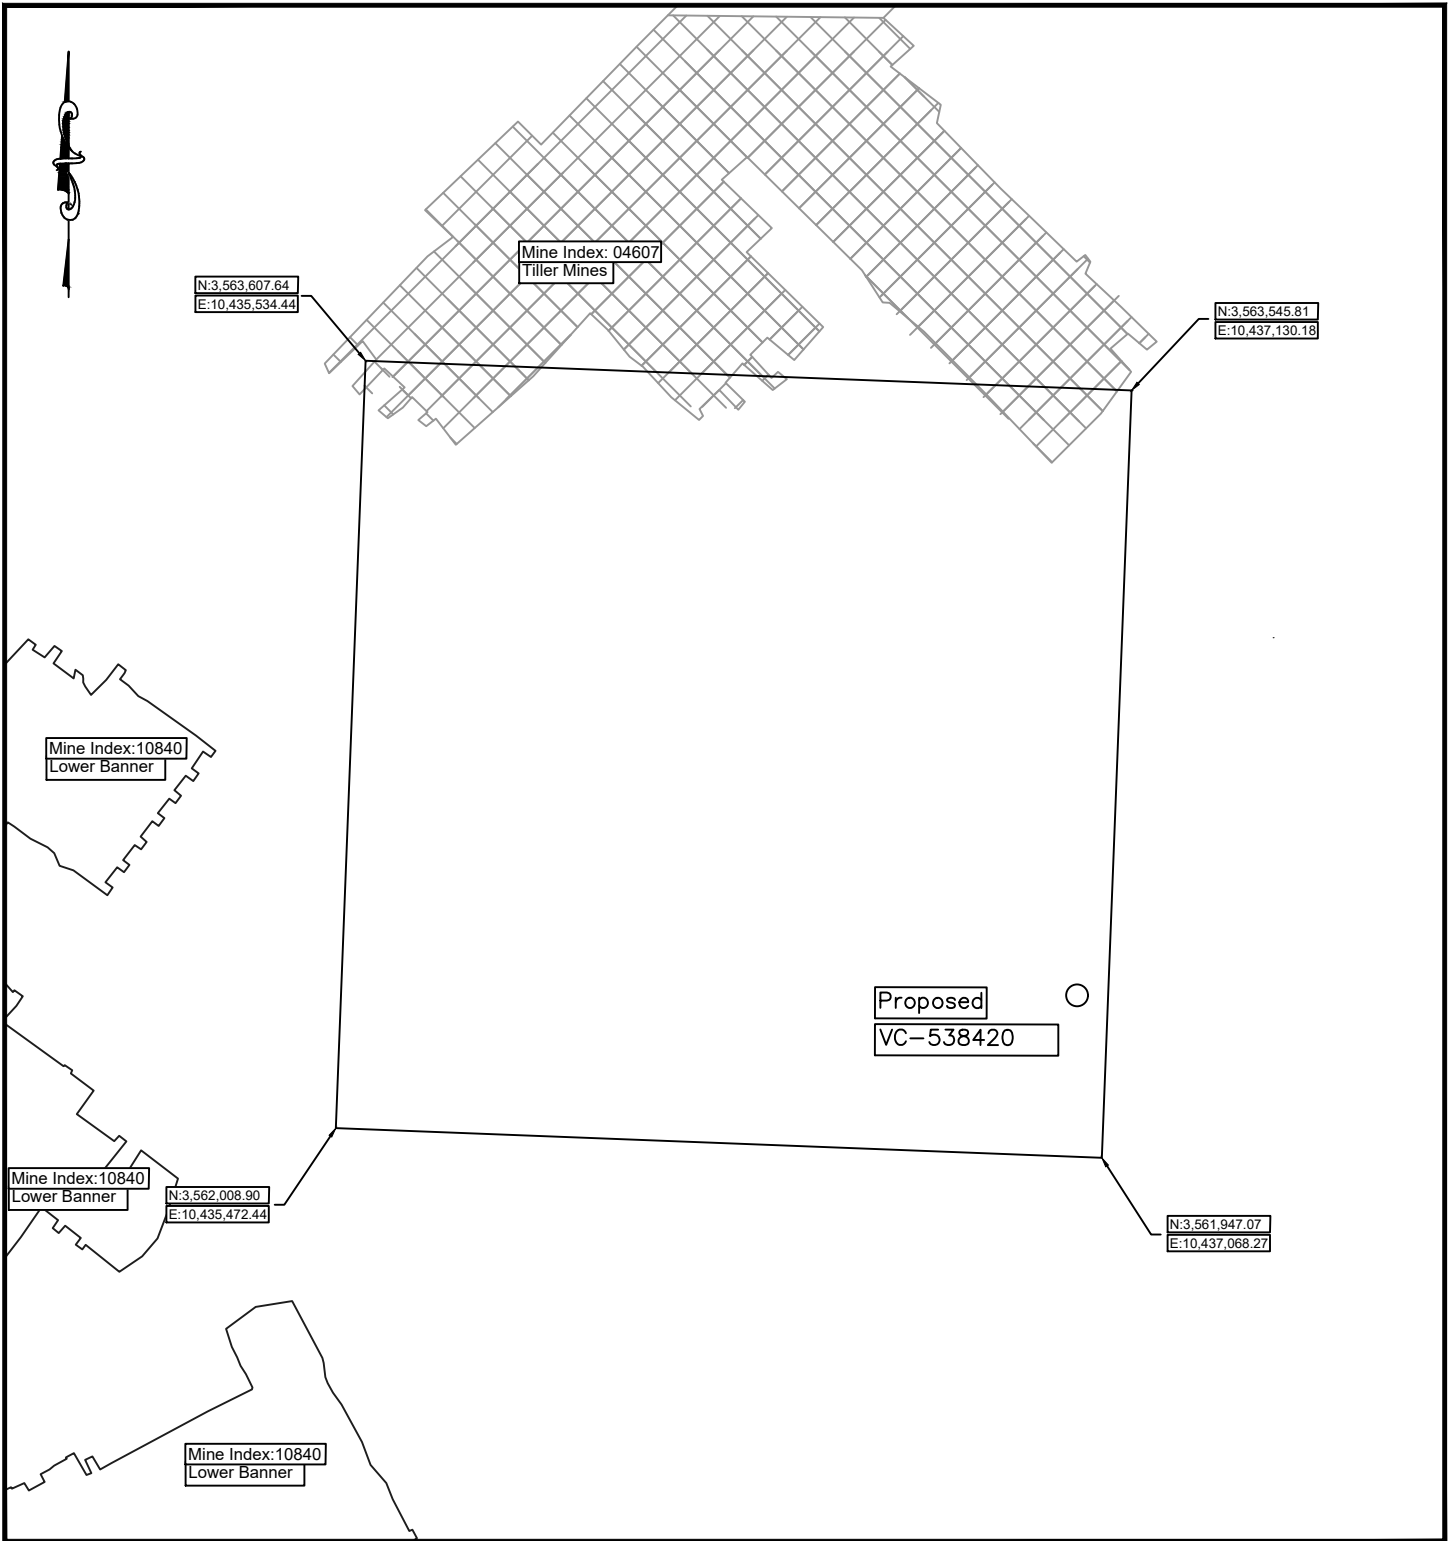 Mine Index: 04607
Tiller Mines
N:3,563,607.64
E:10,435,534.44
N:3,563,545.81
E:10,437,130.18
Mine Index:10840
Lower Banner
Proposed
VC-538420
Mine Index:10840
Lower Banner
N:3,562,008.90
E:10,435,472.44
N:3,561,947.07
E:10,437,068.27
Mine Index:10840
Lower Banner